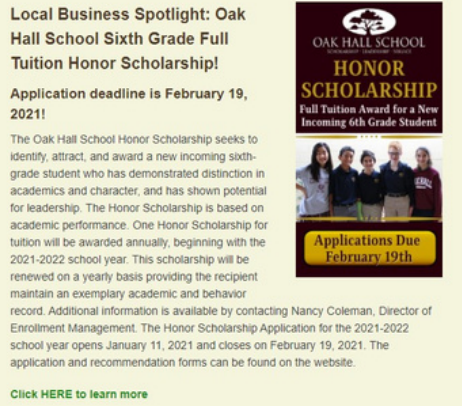 Local Business Spotlight: Oak
Hall School Sixth Grade Full
Tuition Honor Scholarship!
Application deadline is February 19,
2021!
The Oak Hall School Honor Scholarship seeks to
identify, attract, and award a new incoming sixth-
grade student who has demonstrated distinction in
academics and character, and has shown potential
for leadership. The Honor Scholarship is based on
academic performance. One Honor Scholarship for
tuition will be awarded annually, beginning with the
2021-2022 school year. This scholarship will be
renewed on a yearly basis providing the recipient
maintain an exemplary academic and behavior
record. Additional information is available by contacting Nancy Coleman, Director of
Enrollment Management. The Honor Scholarship Application for the 2021-2022
school year opens January 11, 2021 and closes on February 19, 2021. The
application and recommendation forms can be found on the website.
Click HERE to learn more
OAK HALL SCHOOL
SCHOLARSHIP LEADERSHIP SERVICE
HONOR
SCHOLARSHIP
Full Tuition Award for a New
Incoming 6th Grade Student
Applications Due
February 19th